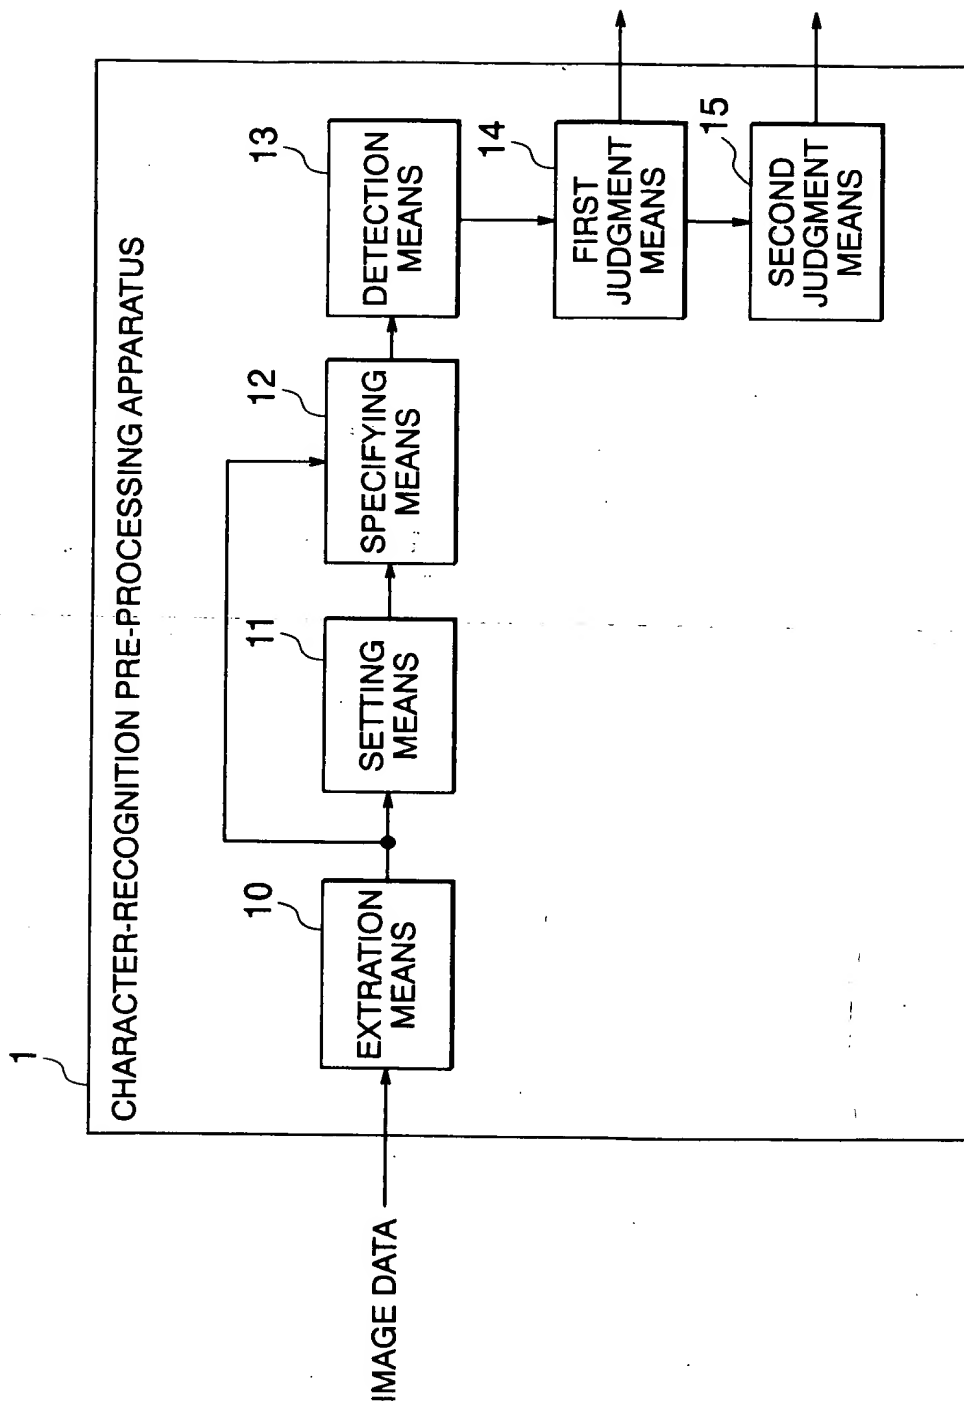 1
CHARACTER-RECOGNITION PRE-PROCESSING APPARATUS
IMAGE DATA
10
EXTRATION
MEANS
11
SETTING
MEANS
12
SPECIFYING
MEANS
13
DETECTION
MEANS
14
FIRST
JUDGMENT
MEANS
15
SECOND
JUDGMENT
MEANS